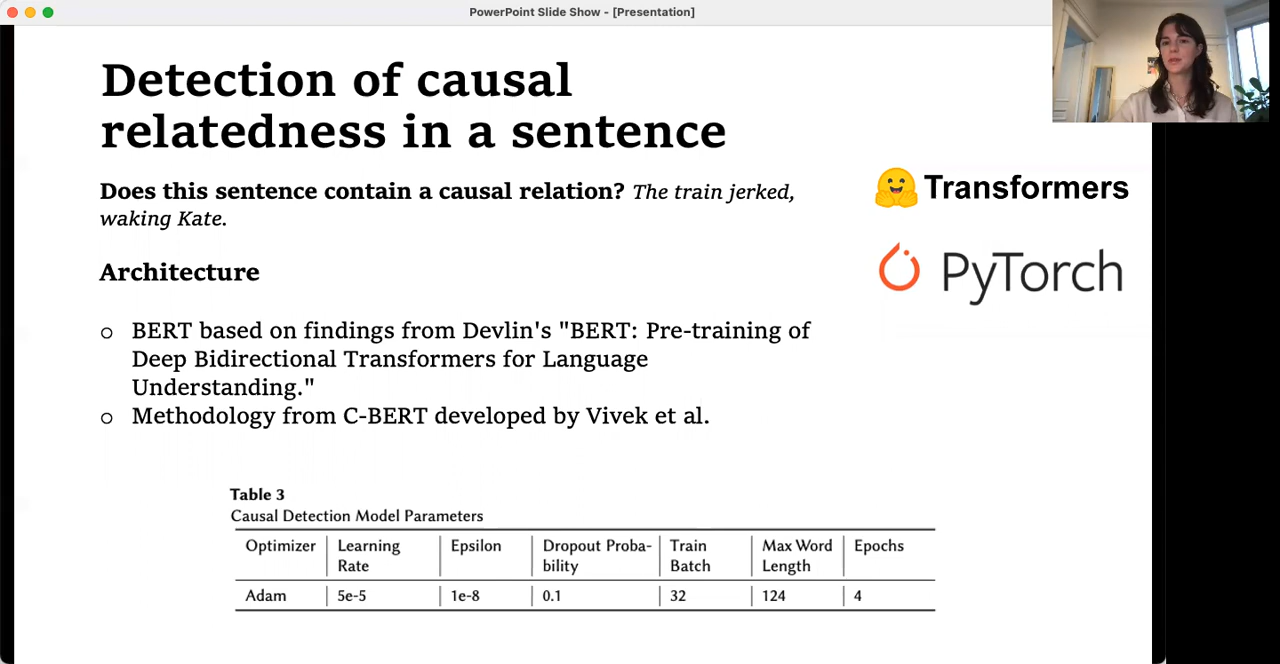 PowerPoint Slide Show - [Presentation]
Detection of causal
relatedness in a sentence
Does this sentence contain a causal relation? The train jerked,
waking Kate.
Transformers
PyTorch
Architecture
BERT based on findings from Devlin's "BERT: Pre-training of
Deep Bidirectional Transformers for Language
Understanding."
Methodology from C-BERT developed by Vivek et al.
Table 3
Causal Detection Model Parameters
Optimizer Learning Rate Epsilon Dropout Proba-bility Train Batch Max Word Length Epochs
Adam 5e-5 1e-8 0.1 32 124 4